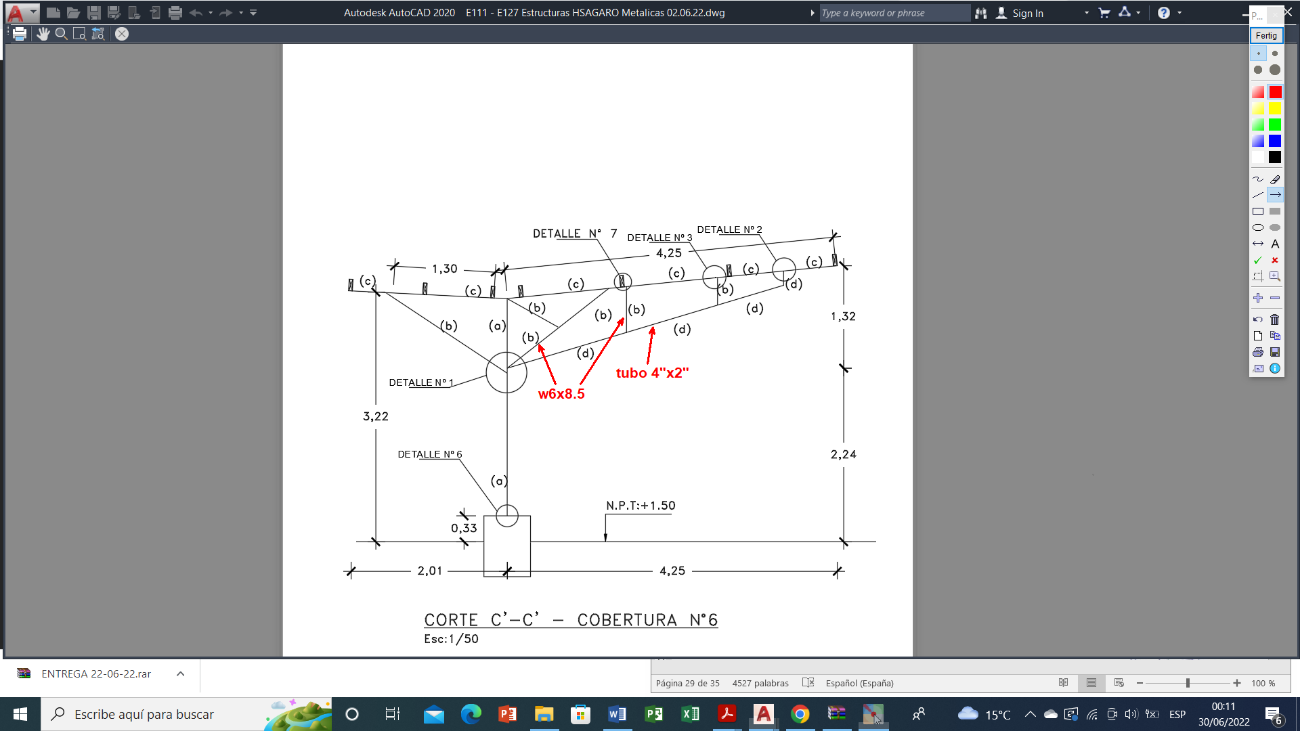 Autodesk AutoCAD 2020 E111 - E127 Estructuras HSAGARO Metalicas 02.06.22.dwg
Type a keyword or phrase
Sign In
P...
Fertig
DETALLE N° 7
DETALLE Nº 3
DETALLE Nº 2
4,25
1,30
(c)
(c)
(c)
(c)
(c)
(c)
(b)
(d)
(b)
(a)
(b)
(b)
(b)
(b)
(d)
(d)
(d)
1,32
tubo 4"x2"
w6x8.5
DETALLE Nº 1
3,22
DETALLE Nº 6
2,24
(a)
N.P.T:+1.50
0,33
2,01
4,25
CORTE C'-C' - COBERTURA N°6
Esc:1/50
ENTREGA 22-06-22.rar
Página 29 de 35 4527 palabras Español (España)
100 %
Escribe aquí para buscar
15°C
ESP
00:11
30/06/2022
6